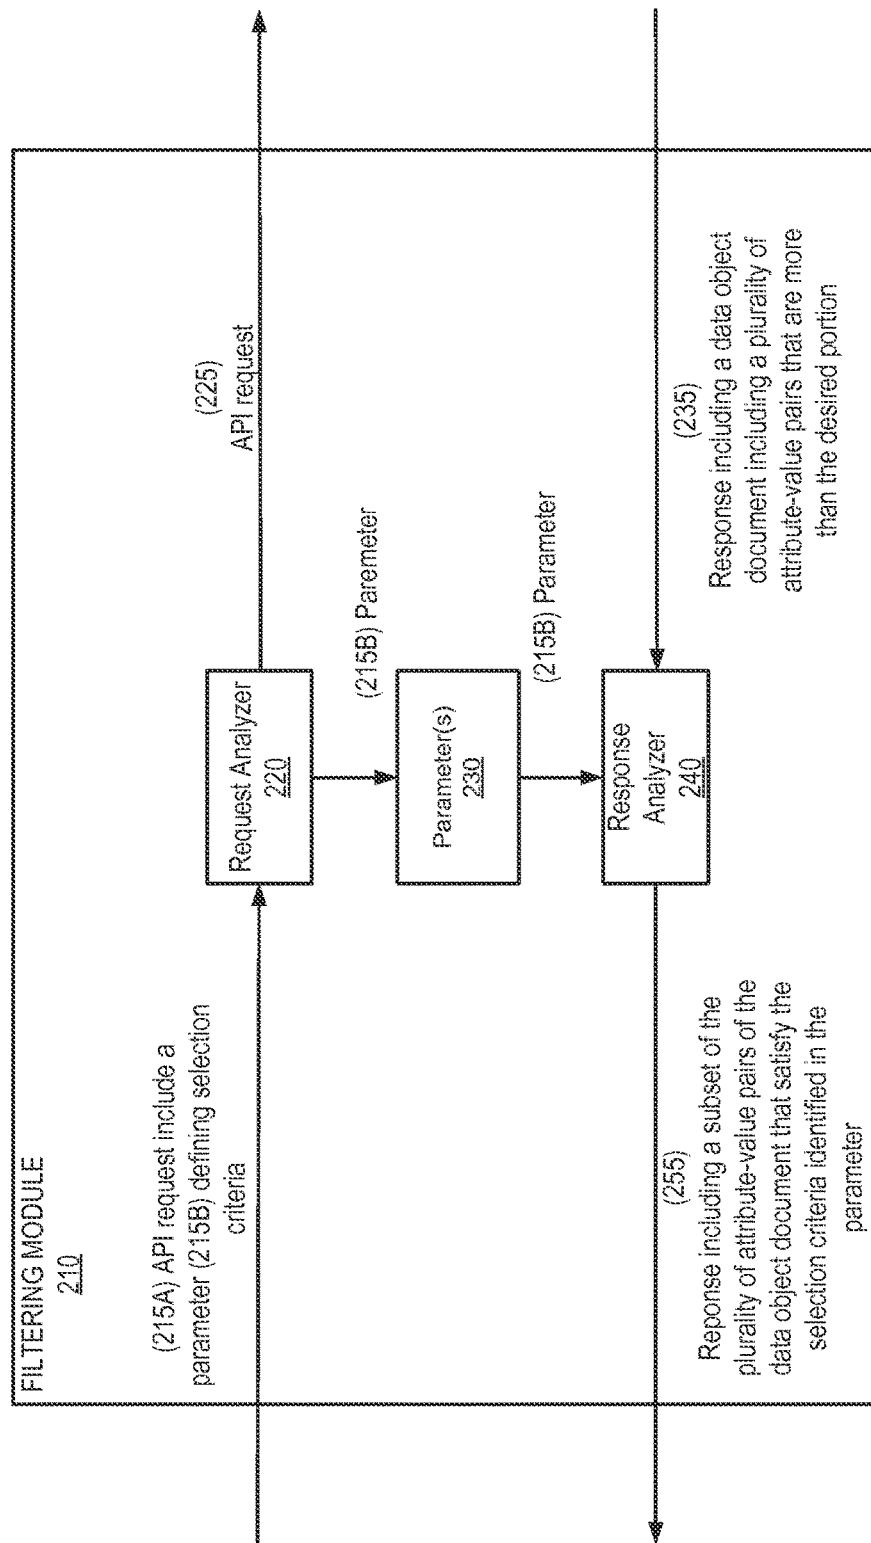 FILTERING MODULE
210
(215A) API request include a
parameter (215B) defining selection
criteria
Request Analyzer
220
(225)
API request
(215B) Paremeter
Parameter(s)
230
(215B) Parameter
Response
Analyzer
240
(235)
Response including a data object
document including a plurality of
attribute-value pairs that are more
than the desired portion
(255)
Reponse including a subset of the
plurality of attribute-value pairs of the
data object document that satisfy the
selection criteria identified in the
parameter